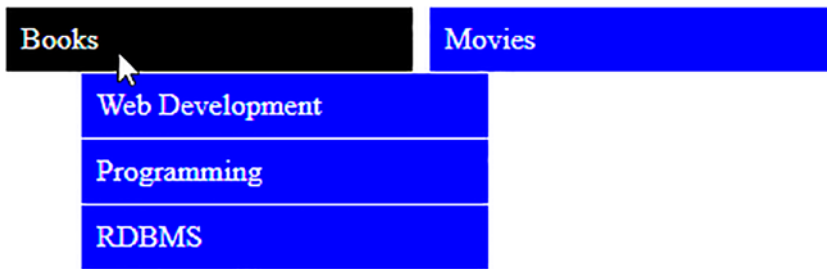 Books
Movies
Web Development
Programming
RDBMS